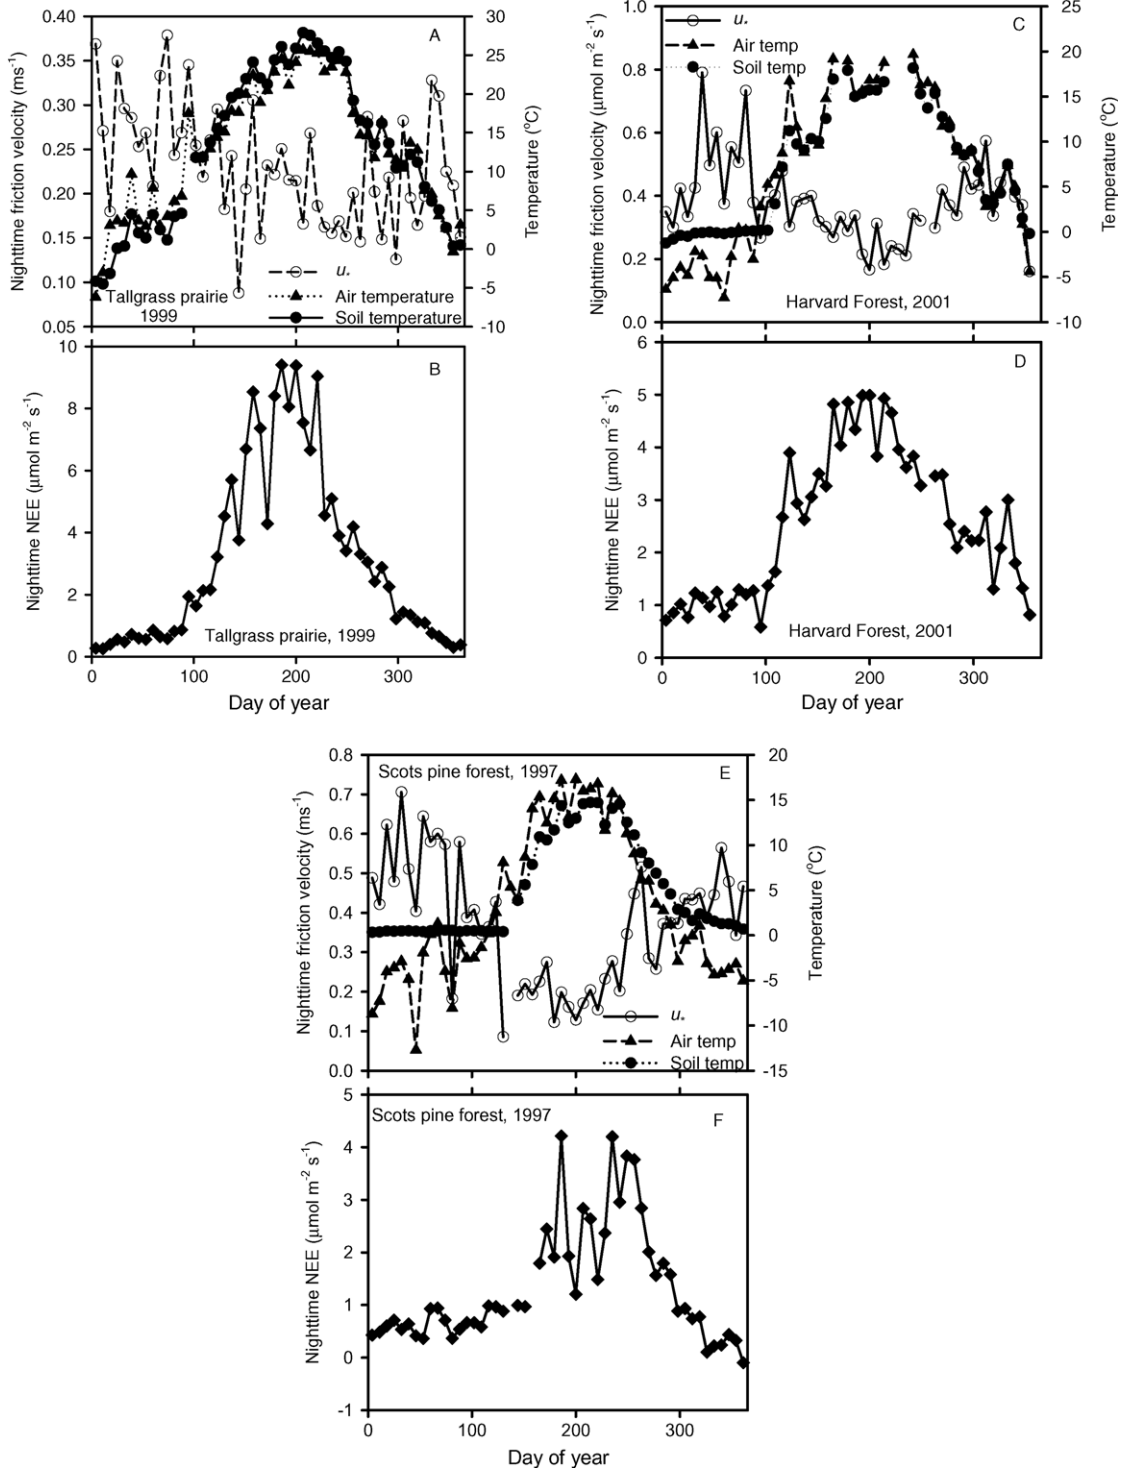 A
Nighttime friction velocity (ms⁻¹)
0.40
0.35
0.30
0.25
0.20
0.15
0.10
0.05
30
25
20
15
10
5
0
-5
-10
Temperature (°C)
u*
Air temperature
Soil temperature
Tallgrass prairie
1999
B
Nighttime NEE (µmol m⁻² s⁻¹)
10
8
6
4
2
0
Tallgrass prairie, 1999
0 100 200 300
Day of year
C
Nighttime friction velocity (µmol m⁻² s⁻¹)
1.0
0.8
0.6
0.4
0.2
0.0
25
20
15
10
5
0
-5
-10
Temperature (°C)
u*
Air temp
Soil temp
Harvard Forest, 2001
D
Nighttime NEE (µmol m⁻² s⁻¹)
6
5
4
3
2
1
0
Harvard Forest, 2001
0 100 200 300
Day of year
Scots pine forest, 1997
E
Nighttime friction velocity (ms⁻¹)
0.8
0.7
0.6
0.5
0.4
0.3
0.2
0.1
0.0
20
15
10
5
0
-5
-10
-15
Temperature (°C)
u*
Air temp
Soil temp
Scots pine forest, 1997
F
Nighttime NEE (µmol m⁻² s⁻¹)
5
4
3
2
1
0
-1
0 100 200 300
Day of year